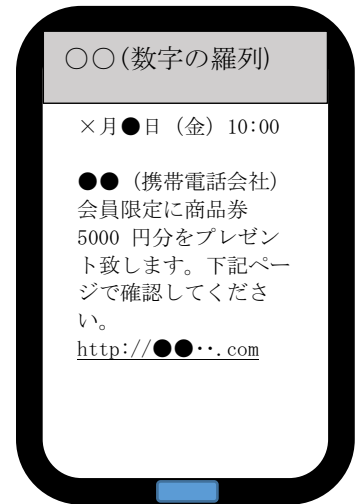 ○○(数字の羅列)
×月●日（金）10:00
●●（携帯電話会社）
会員限定に商品券
5000 円分をプレゼン
ト致します。下記ペー
ジで確認してくださ
い。
http://●●‥.com